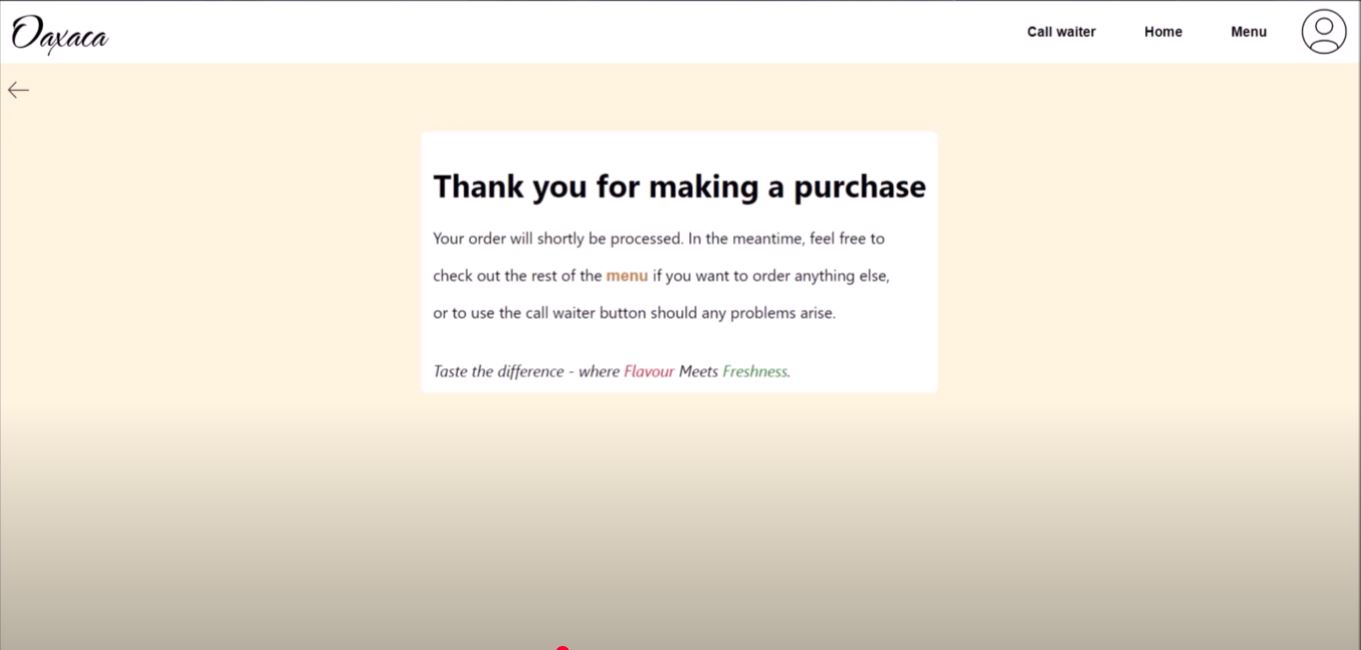 Oaxaca
Call waiter
Home
Menu
Thank you for making a purchase
Your order will shortly be processed. In the meantime, feel free to
check out the rest of the menu if you want to order anything else,
or to use the call waiter button should any problems arise.
Taste the difference - where Flavour Meets Freshness.